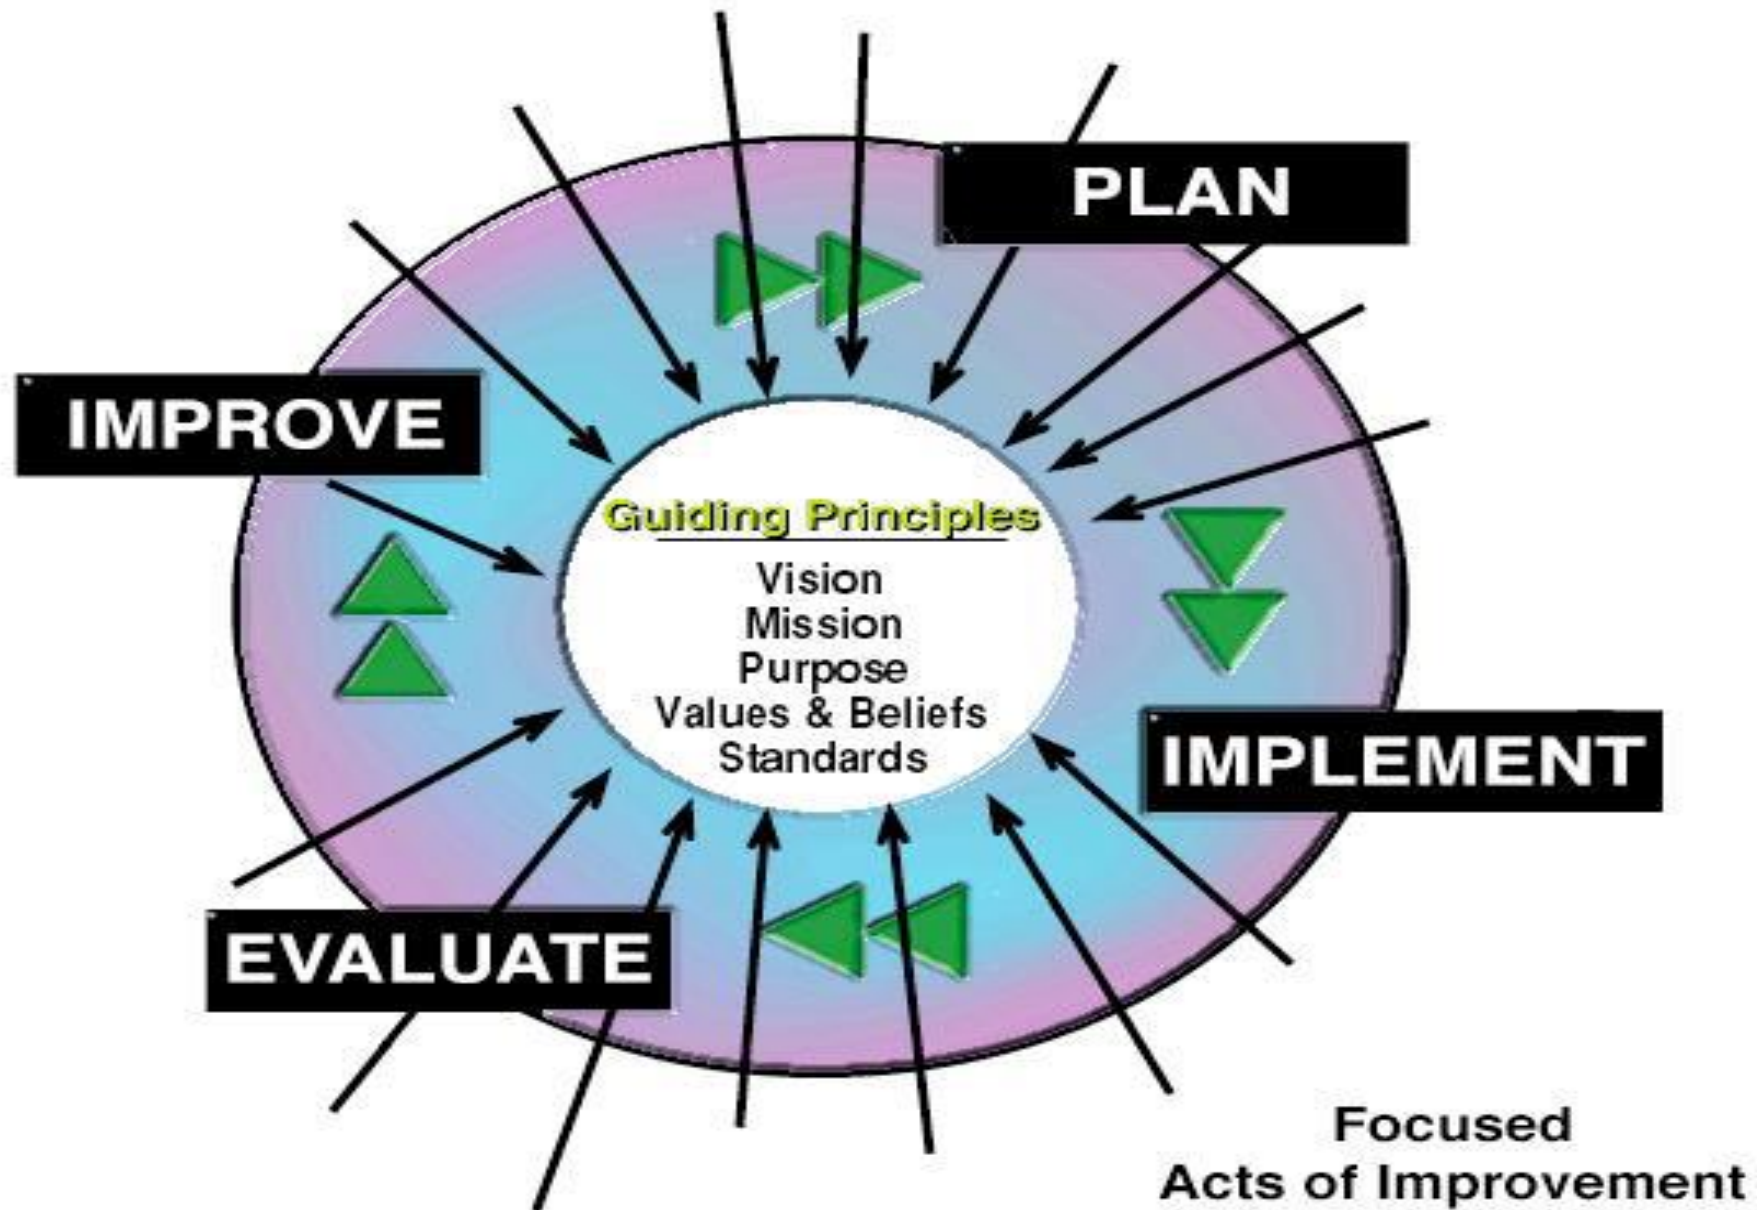 PLAN
IMPROVE
Guiding Principles
Vision
Mission
Purpose
Values & Beliefs
Standards
IMPLEMENT
EVALUATE
Focused
Acts of Improvement